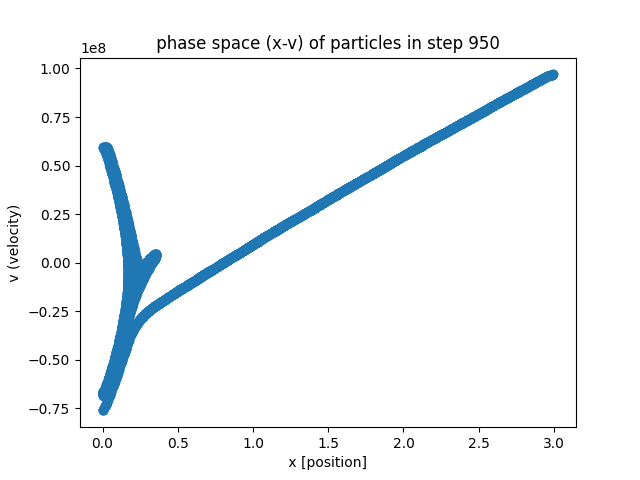 phase space (x-v) of particles in step 950
1e8
1.00
0.75
0.50
0.25
0.00
−0.25
−0.50
−0.75
v (velocity)
0.0 0.5 1.0 1.5 2.0 2.5 3.0
x [position]